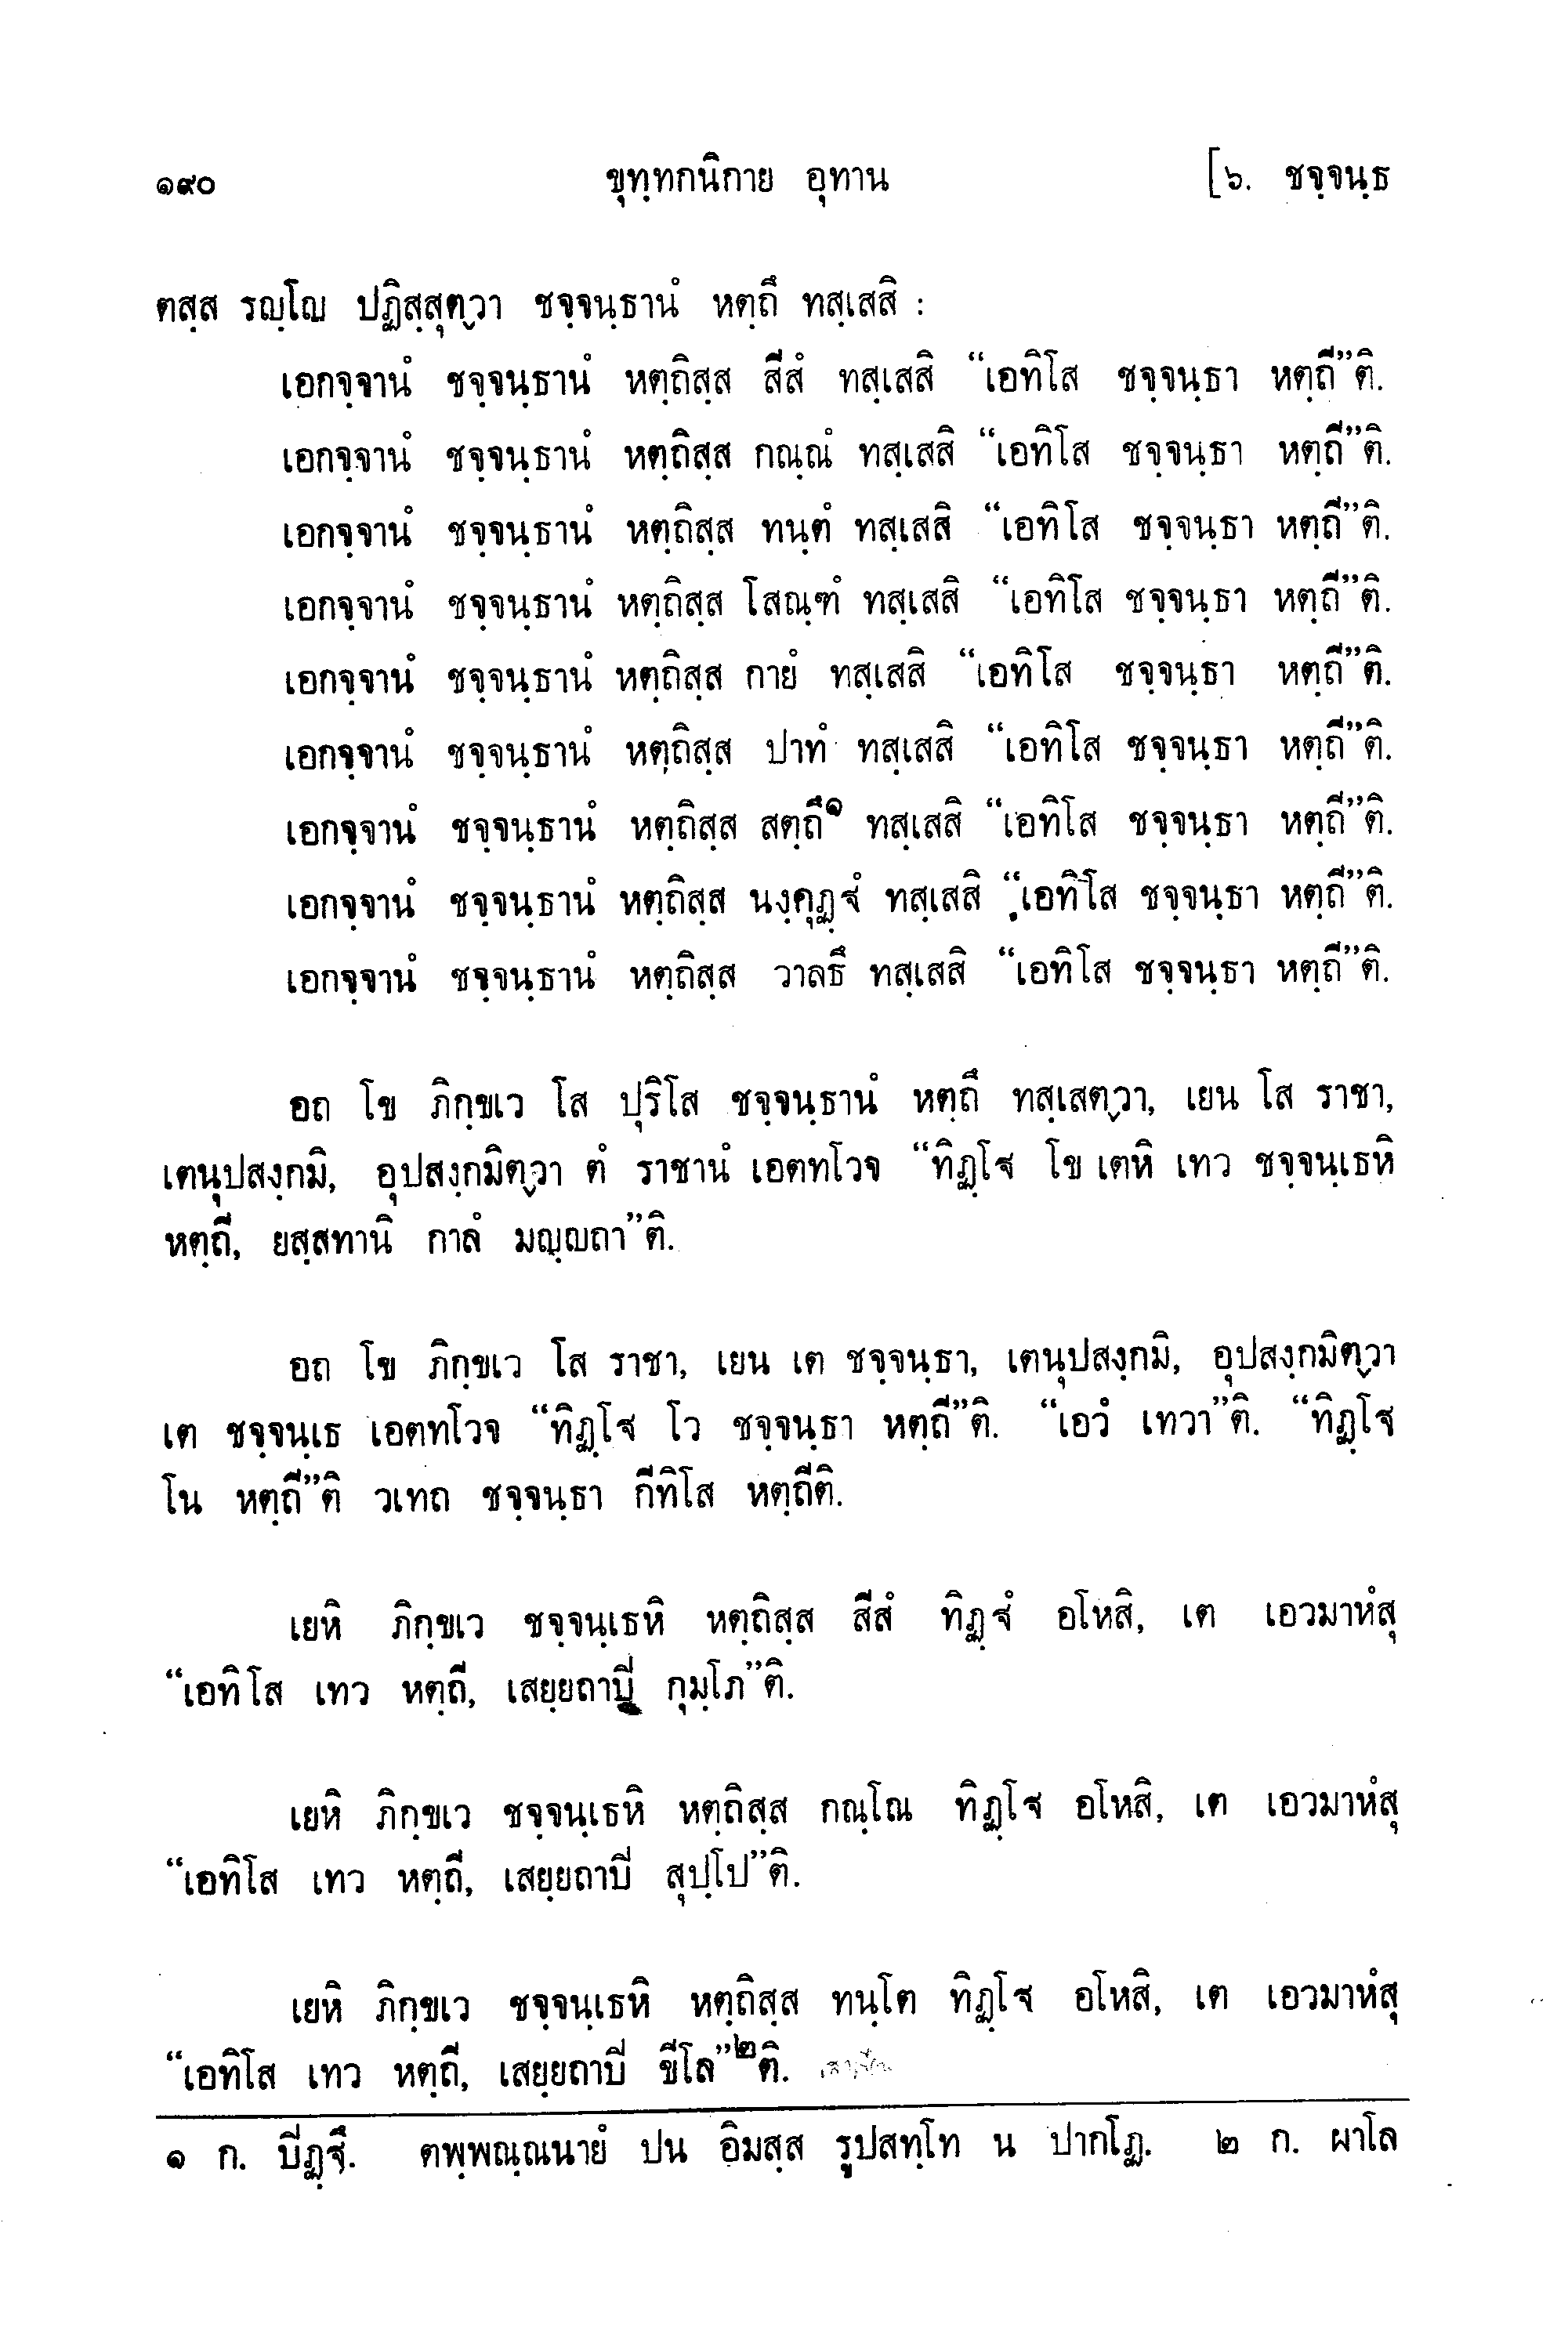 ๑๙๐ ขุทฺทกนิกาย อุทาน [๖. ชจฺจนฺธ
ตสฺส รญฺโญ ปฏิสฺสุตฺวา ชจฺจนฺธานํ หตฺถึ ทสฺเสสิ :
เอกจฺจานํ ชจฺจนฺธานํ หตฺถิสฺส สีสํ ทสฺเสสิ “เอทิโส ชจฺจนฺธา หตฺถี”ติ.
เอกจฺจานํ ชจฺจนฺธานํ หตฺถิสฺส กณฺณํ ทสฺเสสิ “เอทิโส ชจฺจนฺธา หตฺถี”ติ.
เอกจฺจานํ ชจฺจนฺธานํ หตฺถิสฺส ทนฺตํ ทสฺเสสิ “เอทิโส ชจฺจนฺธา หตฺถี”ติ.
เอกจฺจานํ ชจฺจนฺธานํ หตฺถิสฺส โสณฺฑํ ทสฺเสสิ “เอทิโส ชจฺจนฺธา หตฺถี”ติ.
เอกจฺจานํ ชจฺจนฺธานํ หตฺถิสฺส กายํ ทสฺเสสิ “เอทิโส ชจฺจนฺธา หตฺถี”ติ.
เอกจฺจานํ ชจฺจนฺธานํ หตฺถิสฺส ปาทํ ทสฺเสสิ “เอทิโส ชจฺจนฺธา หตฺถี”ติ.
เอกจฺจานํ ชจฺจนฺธานํ หตฺถิสฺส สตฺถึ๑ ทสฺเสสิ “เอทิโส ชจฺจนฺธา หตฺถี”ติ.
เอกจฺจานํ ชจฺจนฺธานํ หตฺถิสฺส นงฺคุฏฺฐํ ทสฺเสสิ “เอทิโส ชจฺจนฺธา หตฺถี”ติ.
เอกจฺจานํ ชจฺจนฺธานํ หตฺถิสฺส วาลธึ ทสฺเสสิ “เอทิโส ชจฺจนฺธา หตฺถี”ติ.
อถ โข ภิกฺขเว โส ปุริโส ชจฺจนฺธานํ หตฺถึ ทสฺเสตฺวา, เยน โส ราชา,
เตนุปสงฺกมิ, อุปสงฺกมิตฺวา ตํ ราชานํ เอตทโวจ “ทิฏฺโฐ โข เตหิ เทว ชจฺจนฺเธหิ
หตฺถี, ยสฺสทานิ กาลํ มญฺญถา”ติ.
อถ โข ภิกฺขเว โส ราชา, เยน เต ชจฺจนฺธา, เตนุปสงฺกมิ, อุปสงฺกมิตฺวา
เต ชจฺจนฺเธ เอตทโวจ “ทิฏฺโฐ โว ชจฺจนฺธา หตฺถี”ติ. “เอวํ เทวา”ติ. “ทิฏฺโฐ
โน หตฺถี”ติ วเทถ ชจฺจนฺธา กีทิโส หตฺถีติ.
เยหิ ภิกฺขเว ชจฺจนฺเธหิ หตฺถิสฺส สีสํ ทิฏฺฐํ อโหสิ, เต เอวมาหํสุ
“เอทิโส เทว หตฺถี, เสยฺยถาปิ กุมฺโภ”ติ.
เยหิ ภิกฺขเว ชจฺจนฺเธหิ หตฺถิสฺส กณฺโณ ทิฏฺโฐ อโหสิ, เต เอวมาหํสุ
“เอทิโส เทว หตฺถี, เสยฺยถาปิ สุปฺโป”ติ.
เยหิ ภิกฺขเว ชจฺจนฺเธหิ หตฺถิสฺส ทนฺโต ทิฏฺโฐ อโหสิ, เต เอวมาหํสุ
“เอทิโส เทว หตฺถี, เสยฺยถาปิ ขีโล”๒ติ.
๑ ก. ปิฏฺฐึ. ตพฺพณฺณนายํ ปน อิมสฺส รูปสทฺโท น ปากโฏ. ๒ ก. ผาโล